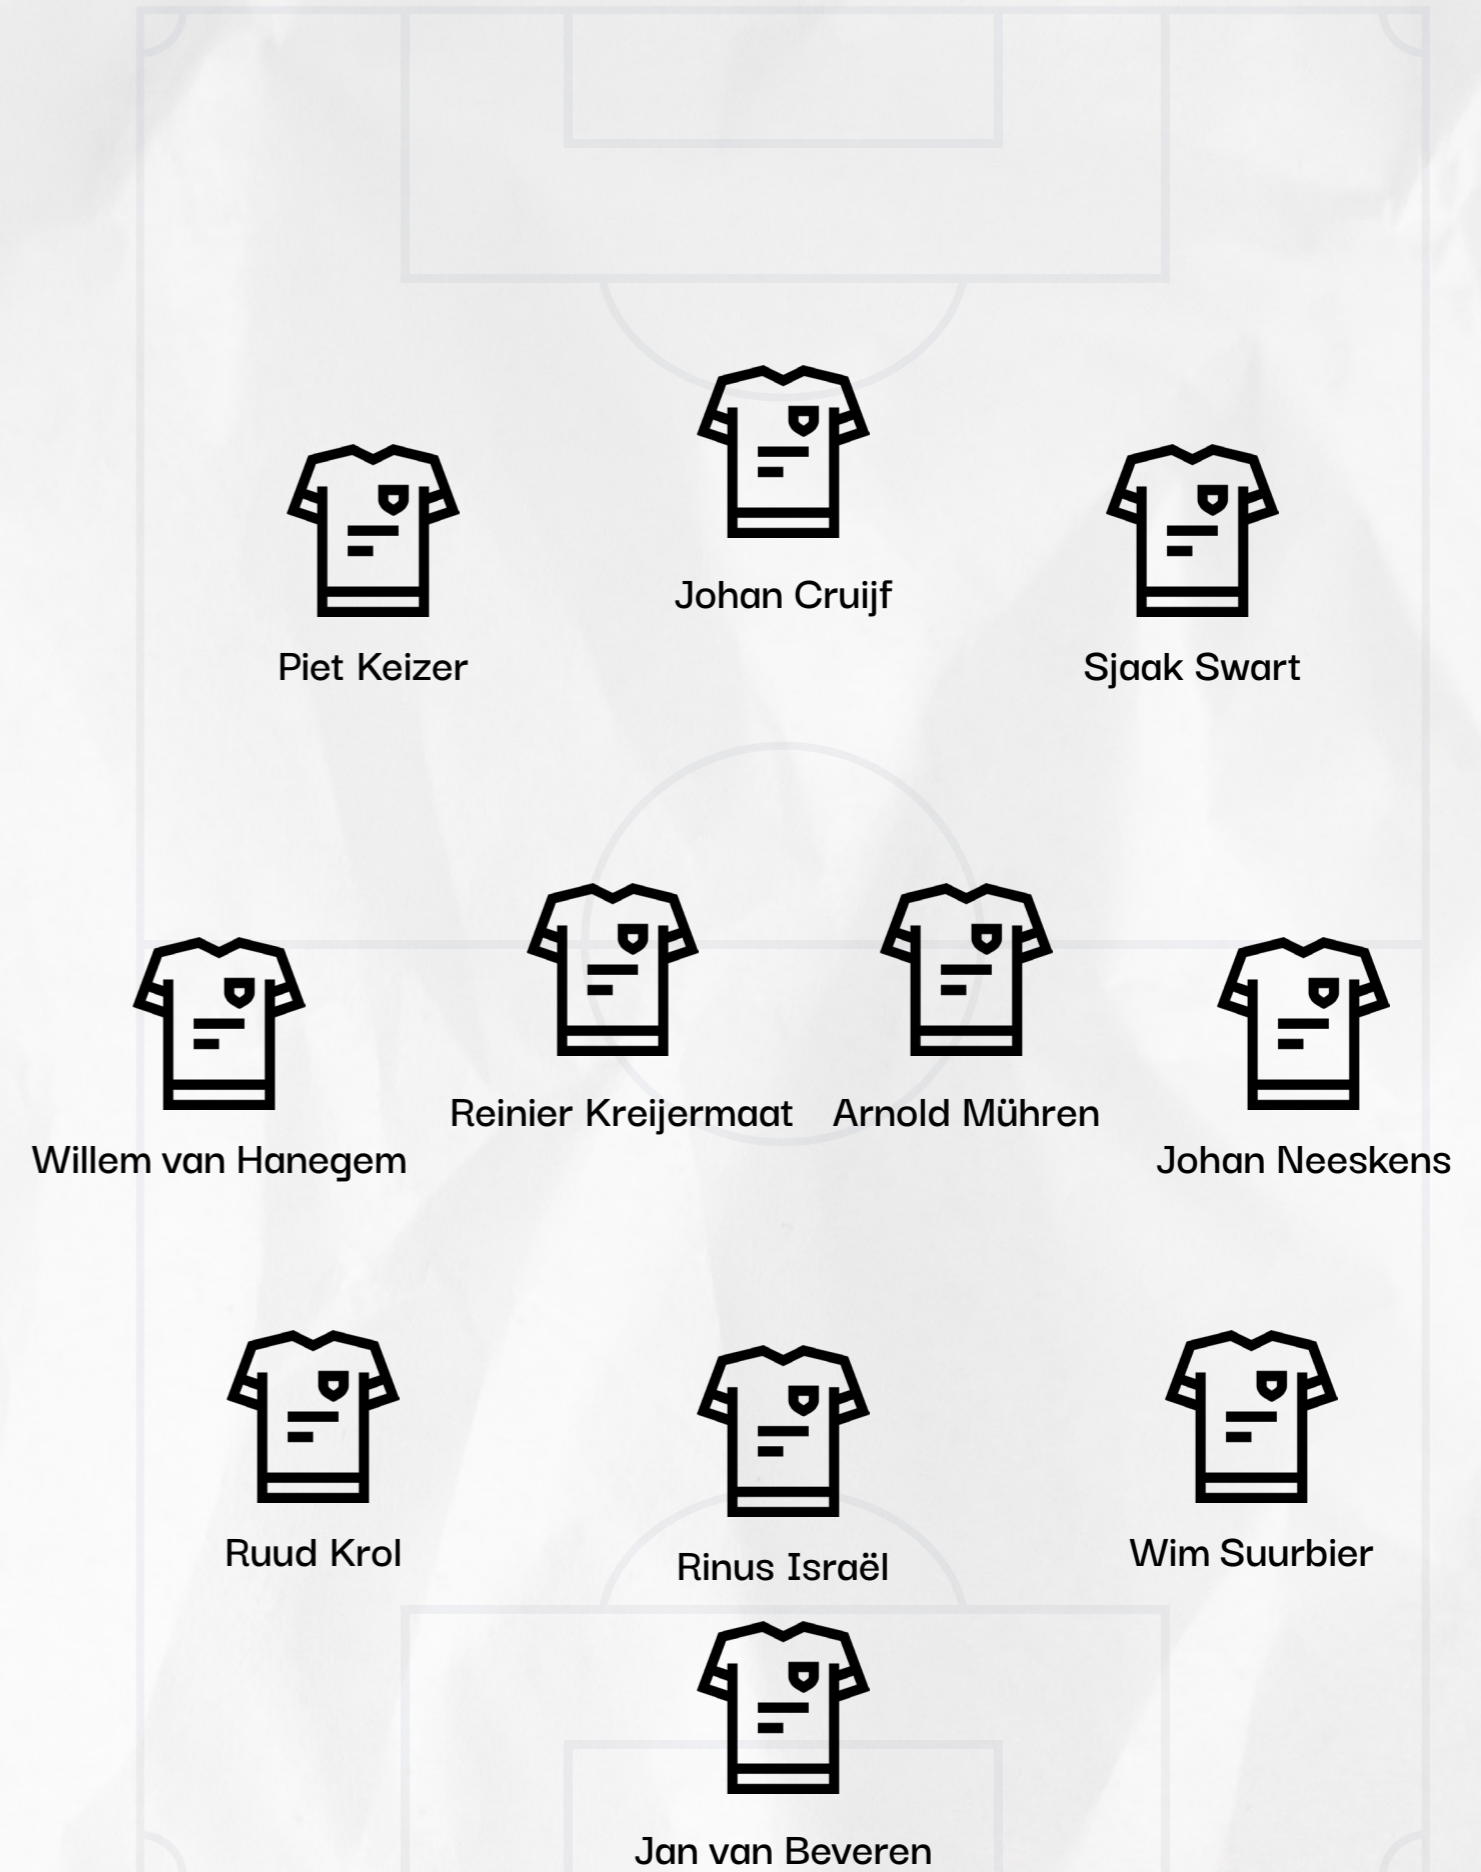 Johan Cruijf
Piet Keizer
Sjaak Swart
Reinier Kreijermaat
Arnold Mühren
Willem van Hanegem
Johan Neeskens
Ruud Krol
Rinus Israël
Wim Suurbier
Jan van Beveren